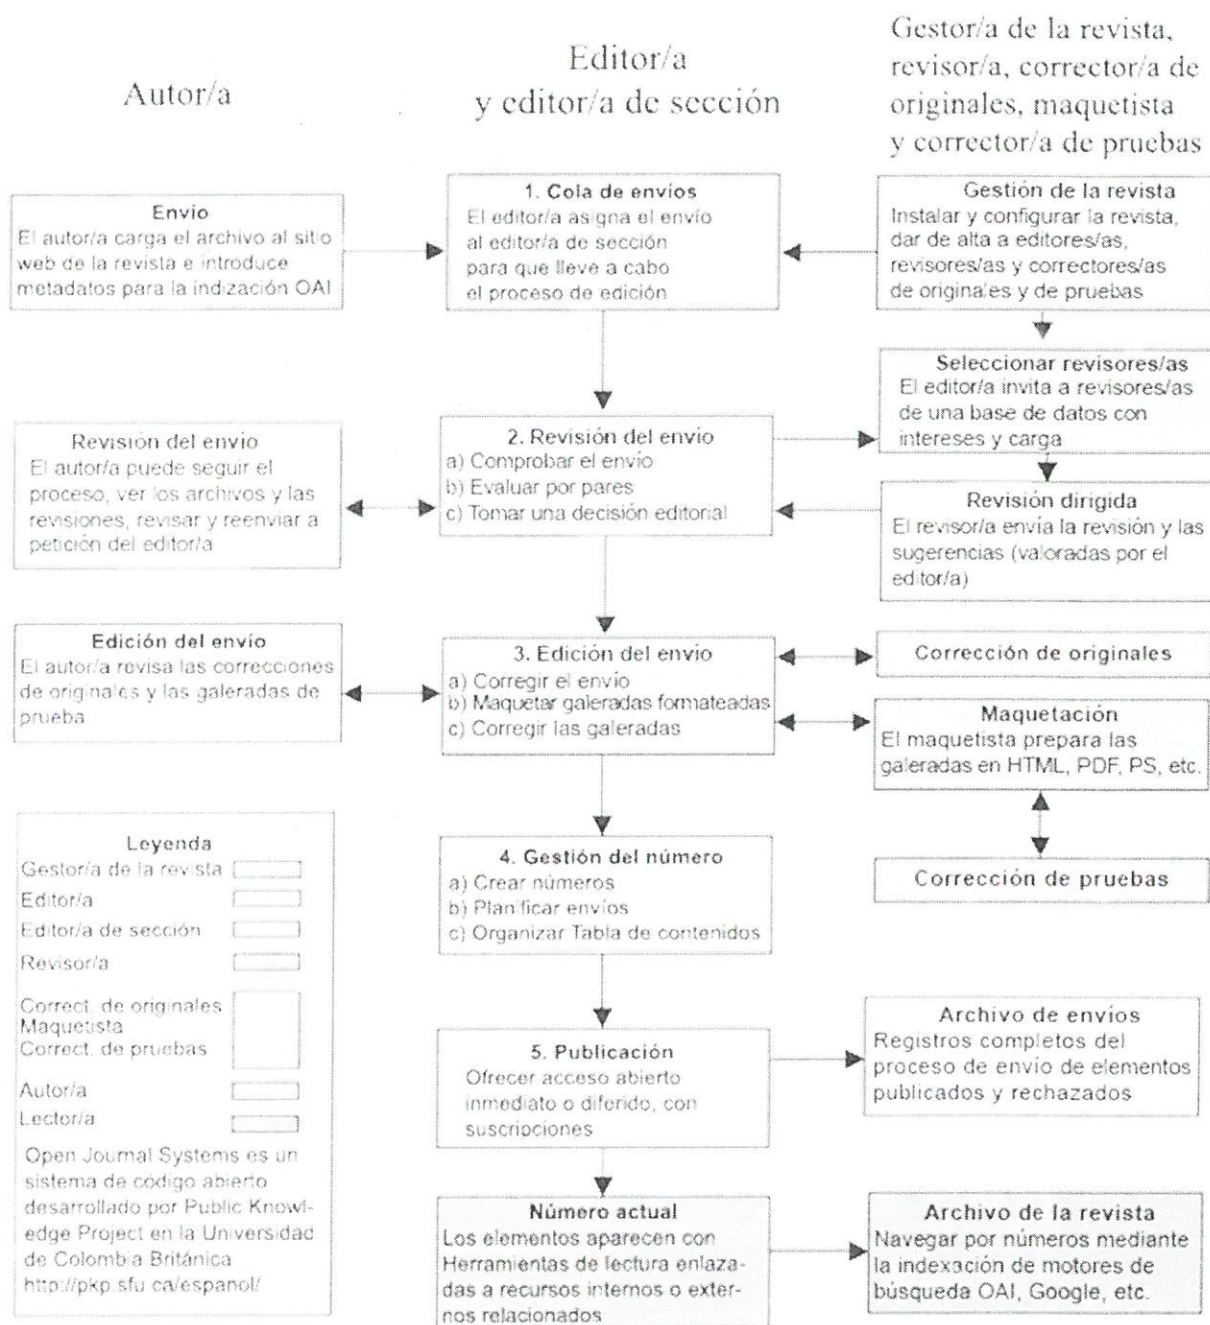 Autor/a
Editor/a
y editor/a de sección
Gestor/a de la revista,
revisor/a, corrector/a de
originales, maquetista
y corrector/a de pruebas
Envío
El autor/a carga el archivo al sitio
web de la revista e introduce
metadatos para la indización OAI
1. Cola de envíos
El editor/a asigna el envío
al editor/a de sección
para que lleve a cabo
el proceso de edición
Gestión de la revista
Instalar y configurar la revista,
dar de alta a editores/as,
revisores/as y correctores/as
de originales y de pruebas
Seleccionar revisores/as
El editor/a invita a revisores/as
de una base de datos con
intereses y carga
Revisión del envío
El autor/a puede seguir el
proceso, ver los archivos y las
revisiones, revisar y reenviar a
petición del editor/a
2. Revisión del envío
a) Comprobar el envío
b) Evaluar por pares
c) Tomar una decisión editorial
Revisión dirigida
El revisor/a envía la revisión y las
sugerencias (valoradas por el
editor/a)
Edición del envío
El autor/a revisa las correcciones
de originales y las galeradas de
prueba
3. Edición del envío
a) Corregir el envío
b) Maquetar galeradas formateadas
c) Corregir las galeradas
Corrección de originales
Maquetación
El maquetista prepara las
galeradas en HTML, PDF, PS, etc.
Corrección de pruebas
4. Gestión del número
a) Crear números
b) Planificar envíos
c) Organizar Tabla de contenidos
Leyenda
Gestor/a de la revista
Editor/a
Editor/a de sección
Revisor/a
Correct. de originales
Maquetista
Correct. de pruebas
Autor/a
Lector/a
Open Journal Systems es un
sistema de código abierto
desarrollado por Public Knowl-
edge Project en la Universidad
de Colombia Británica
http://pkp.sfu.ca/espanol/
5. Publicación
Ofrecer acceso abierto
inmediato o diferido, con
suscripciones
Archivo de envíos
Registros completos del
proceso de envío de elementos
publicados y rechazados
Número actual
Los elementos aparecen con
Herramientas de lectura enlaza-
das a recursos internos o exter-
nos relacionados
Archivo de la revista
Navegar por números mediante
la indexación de motores de
búsqueda OAI, Google, etc.